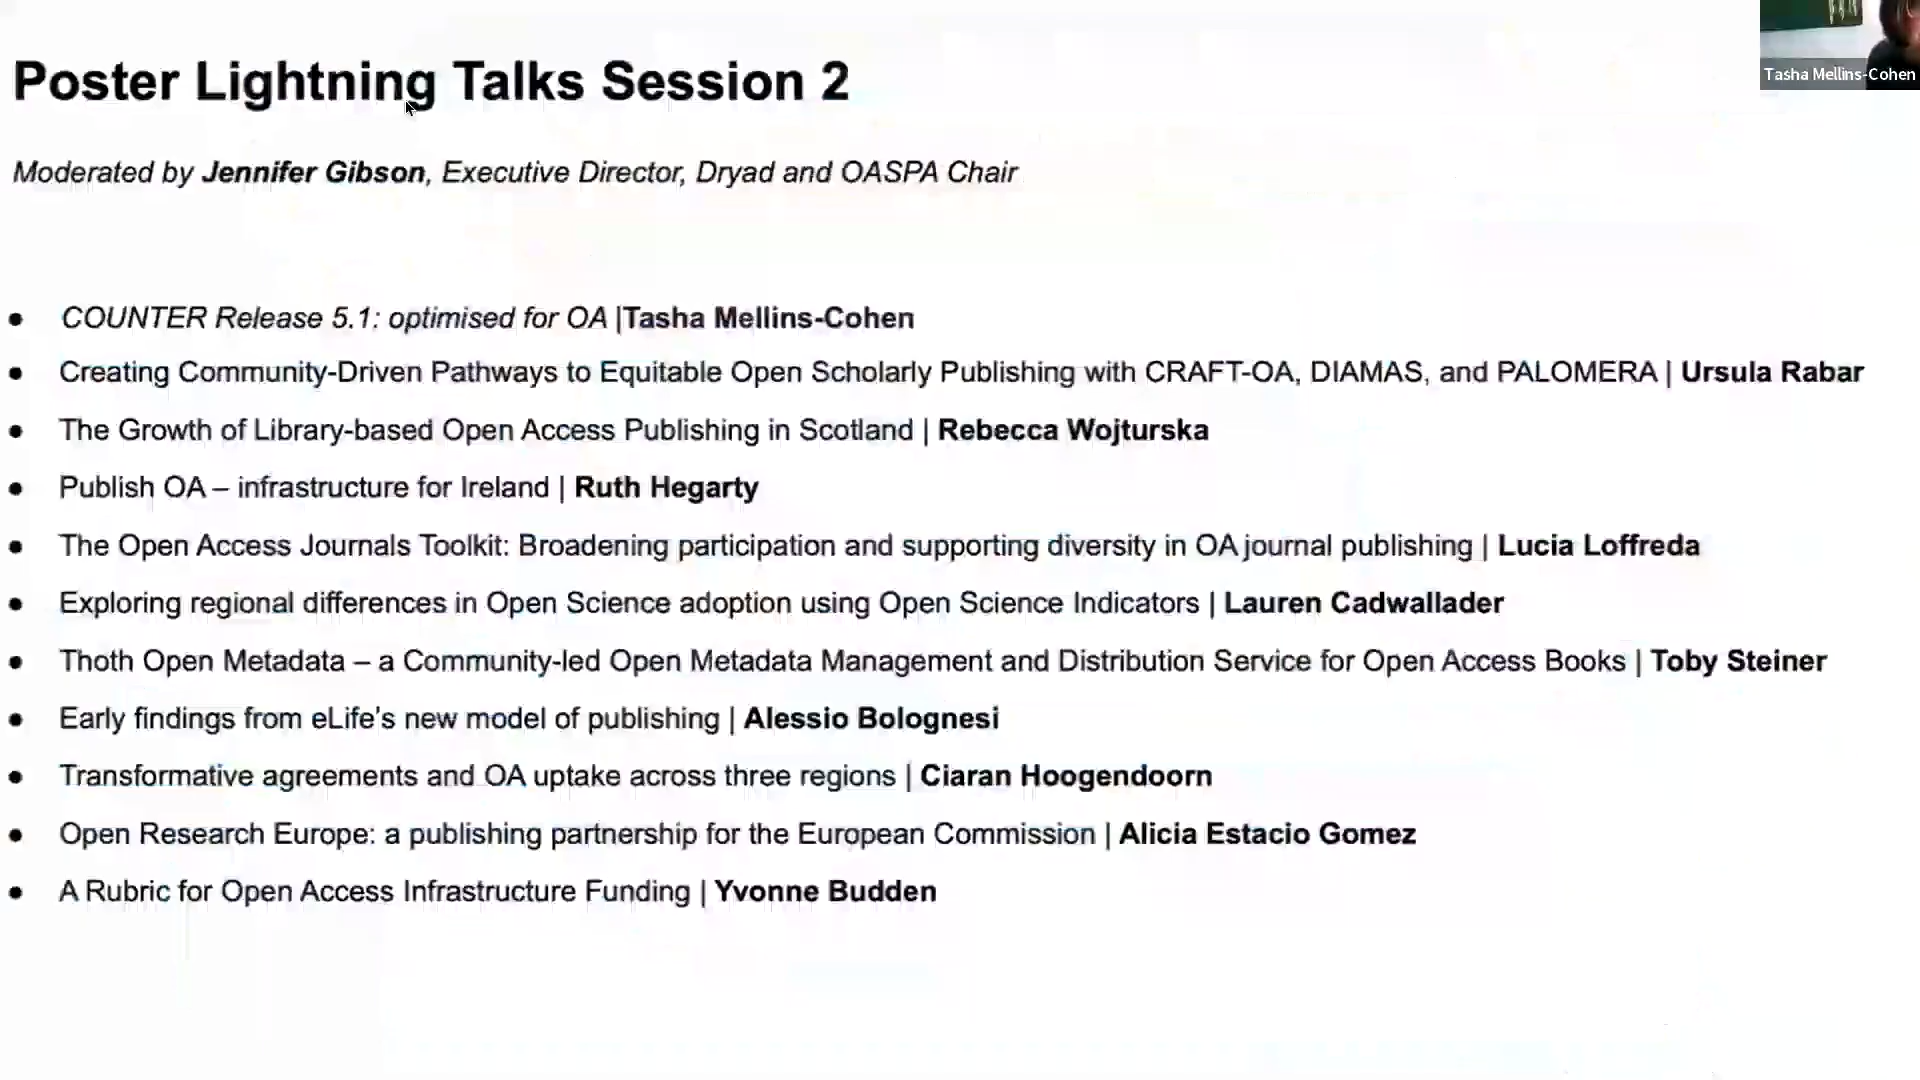 Poster Lightning Talks Session 2
Tasha Mellins-Cohen
Moderated by Jennifer Gibson, Executive Director, Dryad and OASPA Chair
● COUNTER Release 5.1: optimised for OA |Tasha Mellins-Cohen
● Creating Community-Driven Pathways to Equitable Open Scholarly Publishing with CRAFT-OA, DIAMAS, and PALOMERA | Ursula Rabar
● The Growth of Library-based Open Access Publishing in Scotland | Rebecca Wojturska
● Publish OA – infrastructure for Ireland | Ruth Hegarty
● The Open Access Journals Toolkit: Broadening participation and supporting diversity in OA journal publishing | Lucia Loffreda
● Exploring regional differences in Open Science adoption using Open Science Indicators | Lauren Cadwallader
● Thoth Open Metadata – a Community-led Open Metadata Management and Distribution Service for Open Access Books | Toby Steiner
● Early findings from eLife's new model of publishing | Alessio Bolognesi
● Transformative agreements and OA uptake across three regions | Ciaran Hoogendoorn
● Open Research Europe: a publishing partnership for the European Commission | Alicia Estacio Gomez
● A Rubric for Open Access Infrastructure Funding | Yvonne Budden